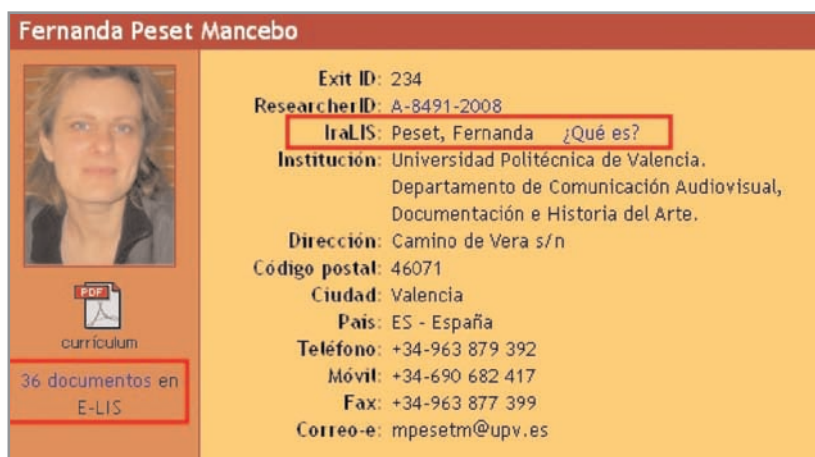 Fernanda Peset Mancebo
PDF
currículum
36 documentos en
E-LIS
Exit ID: 234
ResearcherID: A-8491-2008
IraLIS: Peset, Fernanda ¿Qué es?
Institución: Universidad Politécnica de Valencia.
Departamento de Comunicación Audiovisual,
Documentación e Historia del Arte.
Dirección: Camino de Vera s/n
Código postal: 46071
Ciudad: Valencia
País: ES - España
Teléfono: +34-963 879 392
Móvil: +34-690 682 417
Fax: +34-963 877 399
Correo-e: mpesetm@upv.es